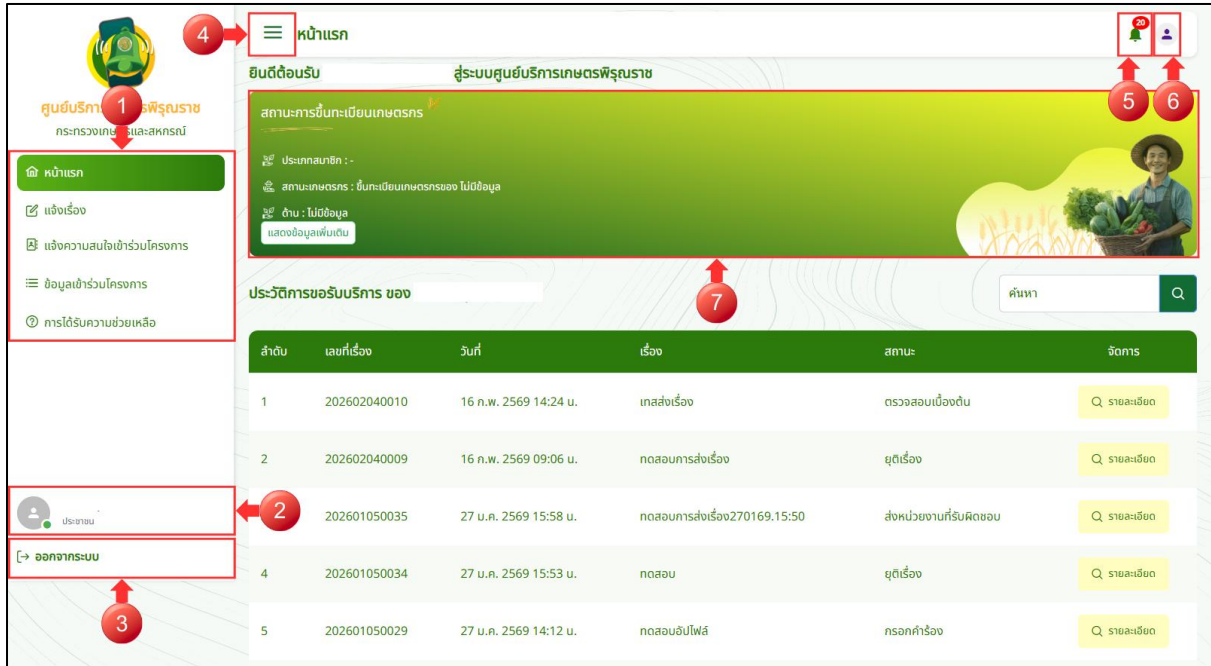 ศูนย์บริการ
พิรุณราช
กระทรวงเกษตรและสหกรณ์
1
หน้าแรก
แจ้งเรื่อง
แจ้งความสนใจเข้าร่วมโครงการ
ข้อมูลเข้าร่วมโครงการ
การได้รับความช่วยเหลือ
ประชาชน
2
ออกจากระบบ
3
4
หน้าแรก
20
5
6
ยินดีต้อนรับ สู่ระบบศูนย์บริการเกษตรพิรุณราช
สถานะการขึ้นทะเบียนเกษตรกร
ประเภทสมาชิก : -
สถานะเกษตรกร : ขึ้นทะเบียนเกษตรกรของ ไม่มีข้อมูล
ด้าน : ไม่มีข้อมูล
แสดงข้อมูลเพิ่มเติม
7
ประวัติการขอรับบริการ ของ
ค้นหา
ลำดับ เลขที่เรื่อง วันที่ เรื่อง สถานะ จัดการ
1 202602040010 16 ก.พ. 2569 14:24 น. เทสส่งเรื่อง ตรวจสอบเบื้องต้น รายละเอียด
2 202602040009 16 ก.พ. 2569 09:06 น. ทดสอบการส่งเรื่อง ยุติเรื่อง รายละเอียด
202601050035 27 ม.ค. 2569 15:58 น. ทดสอบการส่งเรื่อง270169.15:50 ส่งหน่วยงานที่รับผิดชอบ รายละเอียด
4 202601050034 27 ม.ค. 2569 15:53 น. ทดสอบ ยุติเรื่อง รายละเอียด
5 202601050029 27 ม.ค. 2569 14:12 น. ทดสอบอัปไฟล์ กรอกคำร้อง รายละเอียด